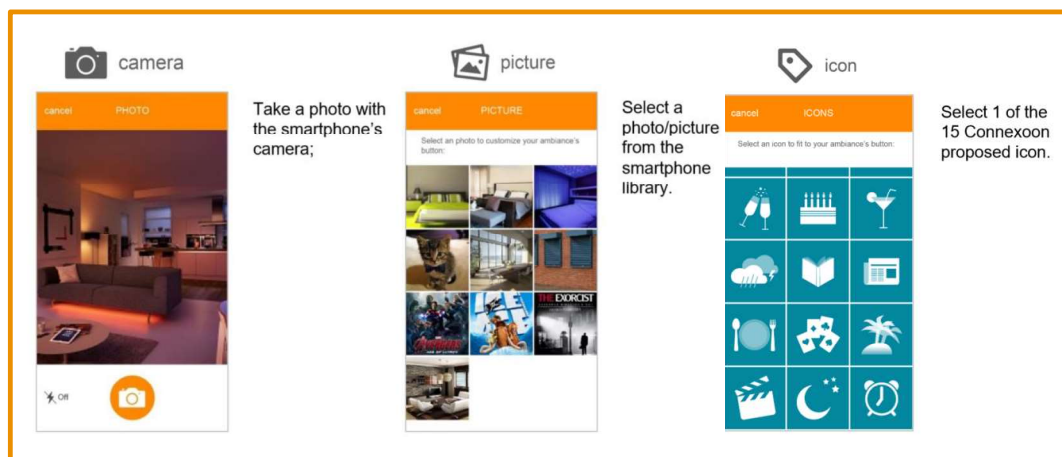 camera
cancel PHOTO
Off
Take a photo with
the smartphone's
camera;
picture
cancel PICTURE
Select an photo to customize your ambiance's
button:
AVENGERS
THE EXORCIST
Select a
photo/picture
from the
smartphone
library.
icon
cancel ICONS
Select an icon to fit to your ambiance's button:
Select 1 of the
15 Connexoon
proposed icon.